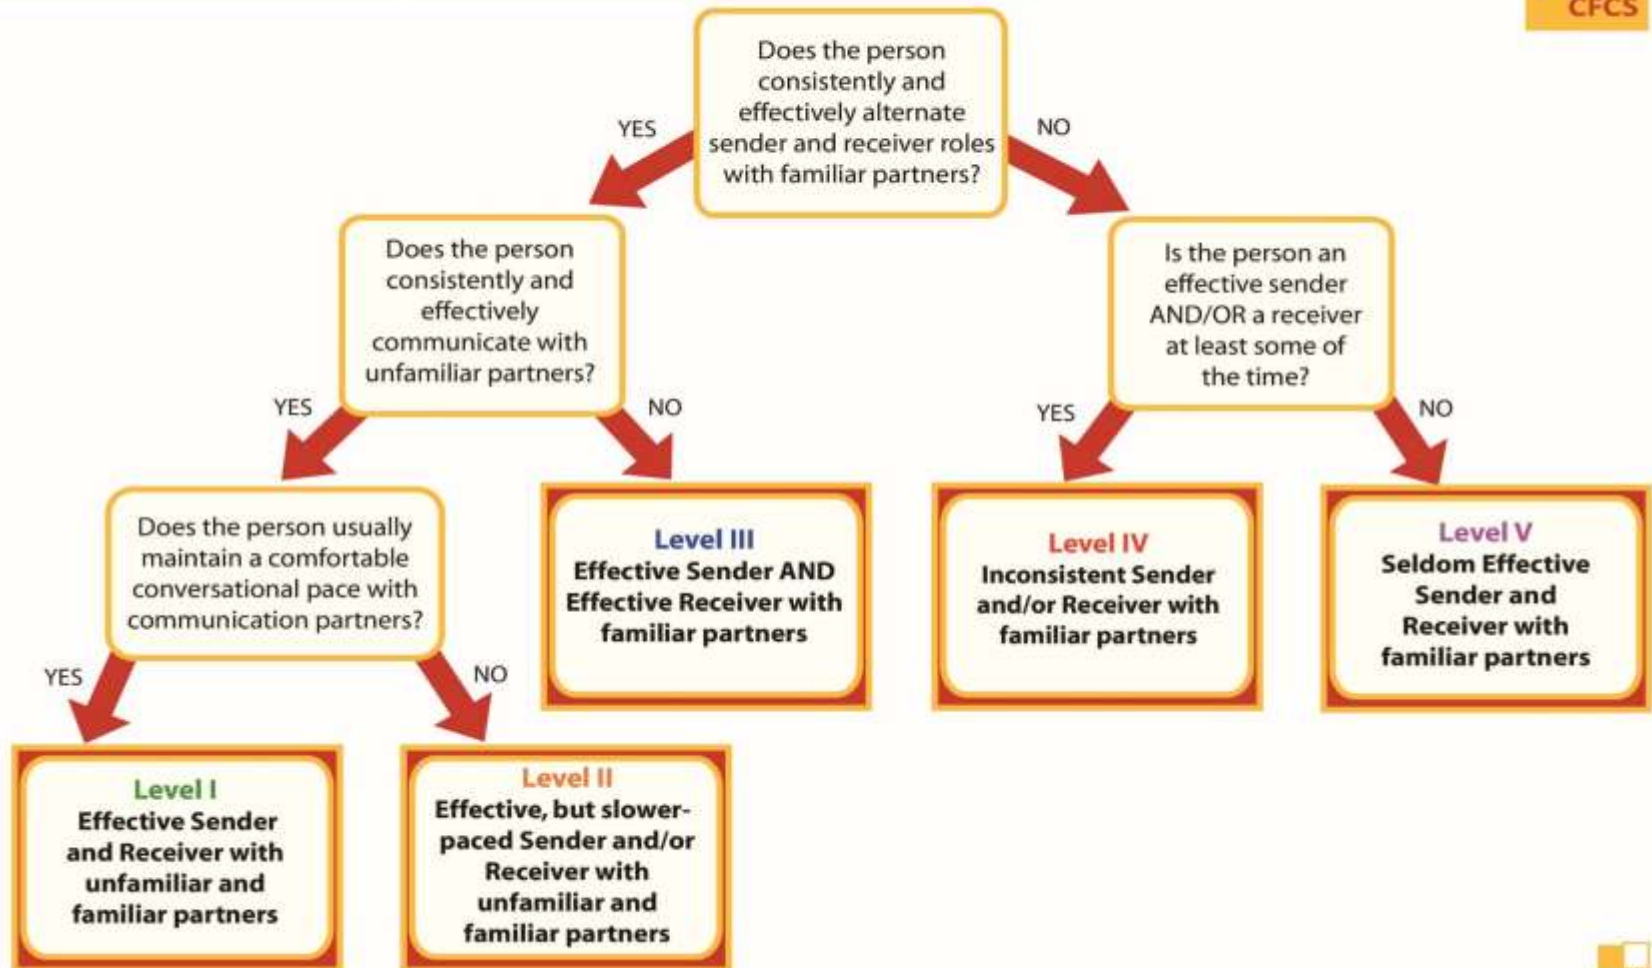 CFCS
Does the person
consistently and
effectively alternate
sender and receiver roles
with familiar partners?
YES
NO
Does the person
consistently and
effectively
communicate with
unfamiliar partners?
Is the person an
effective sender
AND/OR a receiver
at least some of
the time?
YES
NO
YES
NO
Does the person usually
maintain a comfortable
conversational pace with
communication partners?
Level III
Effective Sender AND
Effective Receiver with
familiar partners
Level IV
Inconsistent Sender
and/or Receiver with
familiar partners
Level V
Seldom Effective
Sender and
Receiver with
familiar partners
YES
NO
Level I
Effective Sender
and Receiver with
unfamiliar and
familiar partners
Level II
Effective, but slower-
paced Sender and/or
Receiver with
unfamiliar and
familiar partners